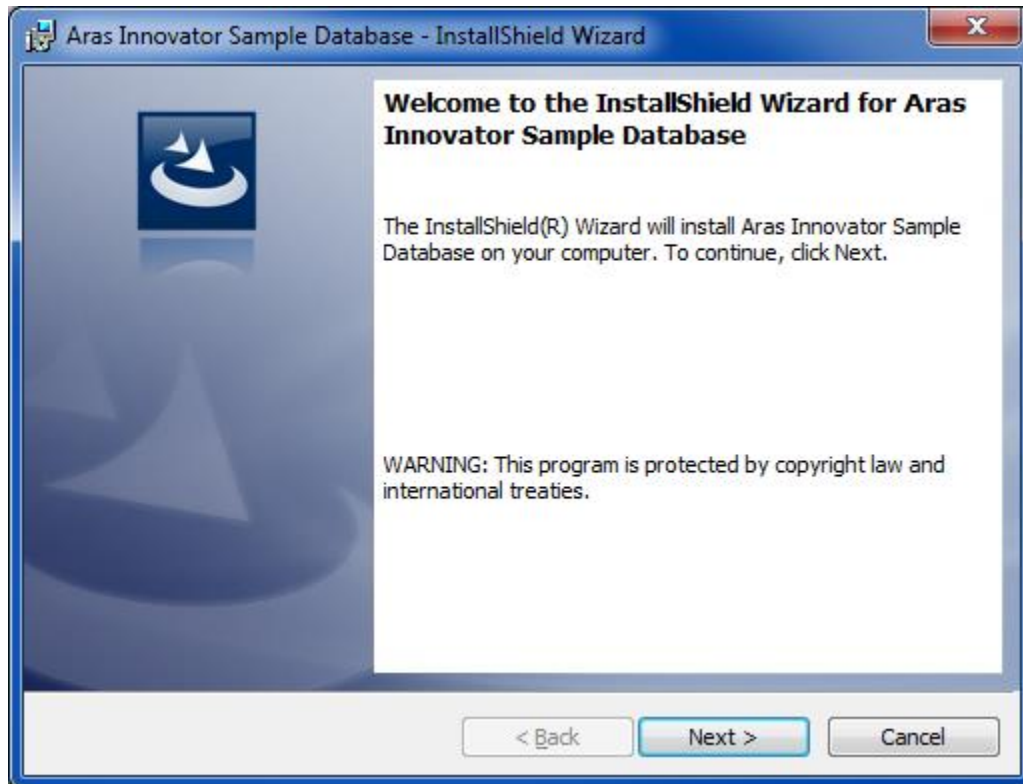 Aras Innovator Sample Database - InstallShield Wizard
Welcome to the InstallShield Wizard for Aras
Innovator Sample Database
The InstallShield(R) Wizard will install Aras Innovator Sample
Database on your computer. To continue, click Next.
WARNING: This program is protected by copyright law and
international treaties.
< Back
Next >
Cancel